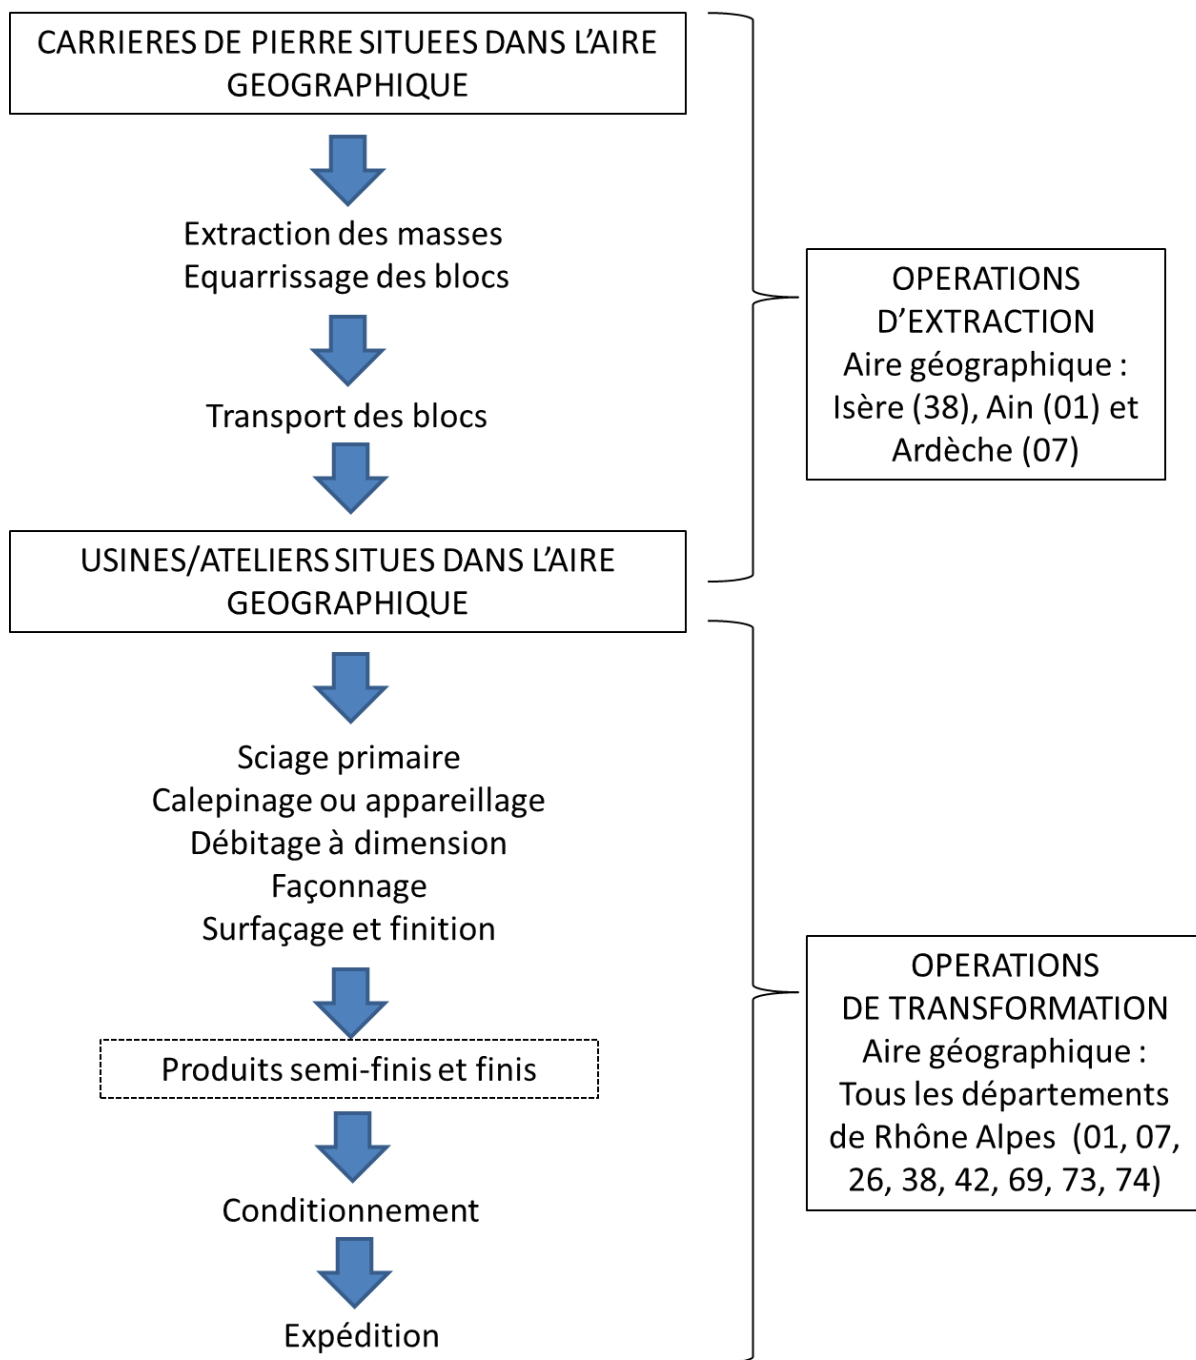 CARRIERES DE PIERRE SITUEES DANS L'AIRE
GEOGRAPHIQUE
Extraction des masses
Equarrissage des blocs
Transport des blocs
OPERATIONS
D'EXTRACTION
Aire géographique :
Isère (38), Ain (01) et
Ardèche (07)
USINES/ATELIERS SITUES DANS L'AIRE
GEOGRAPHIQUE
Sciage primaire
Calepinage ou appareillage
Débitage à dimension
Façonnage
Surfaçage et finition
Produits semi-finis et finis
Conditionnement
Expédition
OPERATIONS
DE TRANSFORMATION
Aire géographique :
Tous les départements
de Rhône Alpes (01, 07,
26, 38, 42, 69, 73, 74)